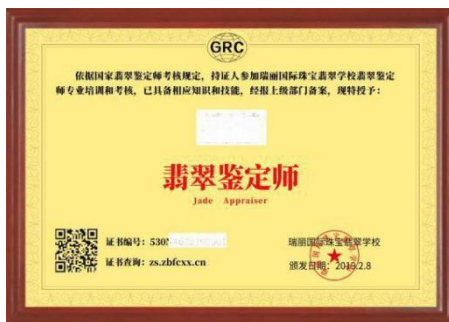 GRC
依据国家翡翠鉴定师考核规定，持证人参加瑞丽国际珠宝翡翠学校翡翠鉴定
师专业培训和考核，已具备相应知识和技能，经报上级部门备案，现特授予：
翡翠鉴定师
Jade Appraiser
证书编号：530
瑞丽国际珠宝翡翠学校
证书查询：zs.zbfcxx.cn
颁发日期：2019.2.8